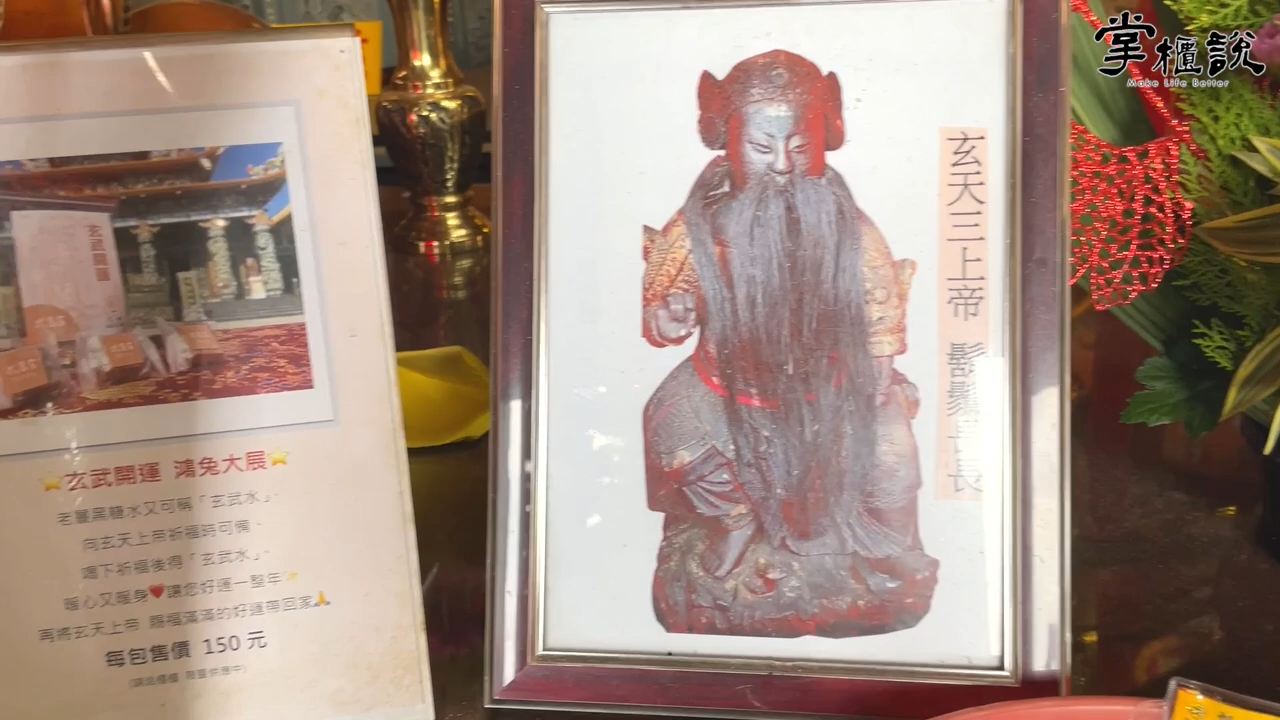 掌櫃說
Make Life Better
玄天三上帝 鬍鬚長長
玄武開運 鴻兔大展
老薑黑糖水又可稱「玄武水」,
向玄天上帝祈福時可備、
喝下祈福後得「玄武水」,
暖心又暖身❤️讓您好運一整年✨
再將玄天上帝 賜福滿滿的好運帶回家🙏
每包售價 150 元